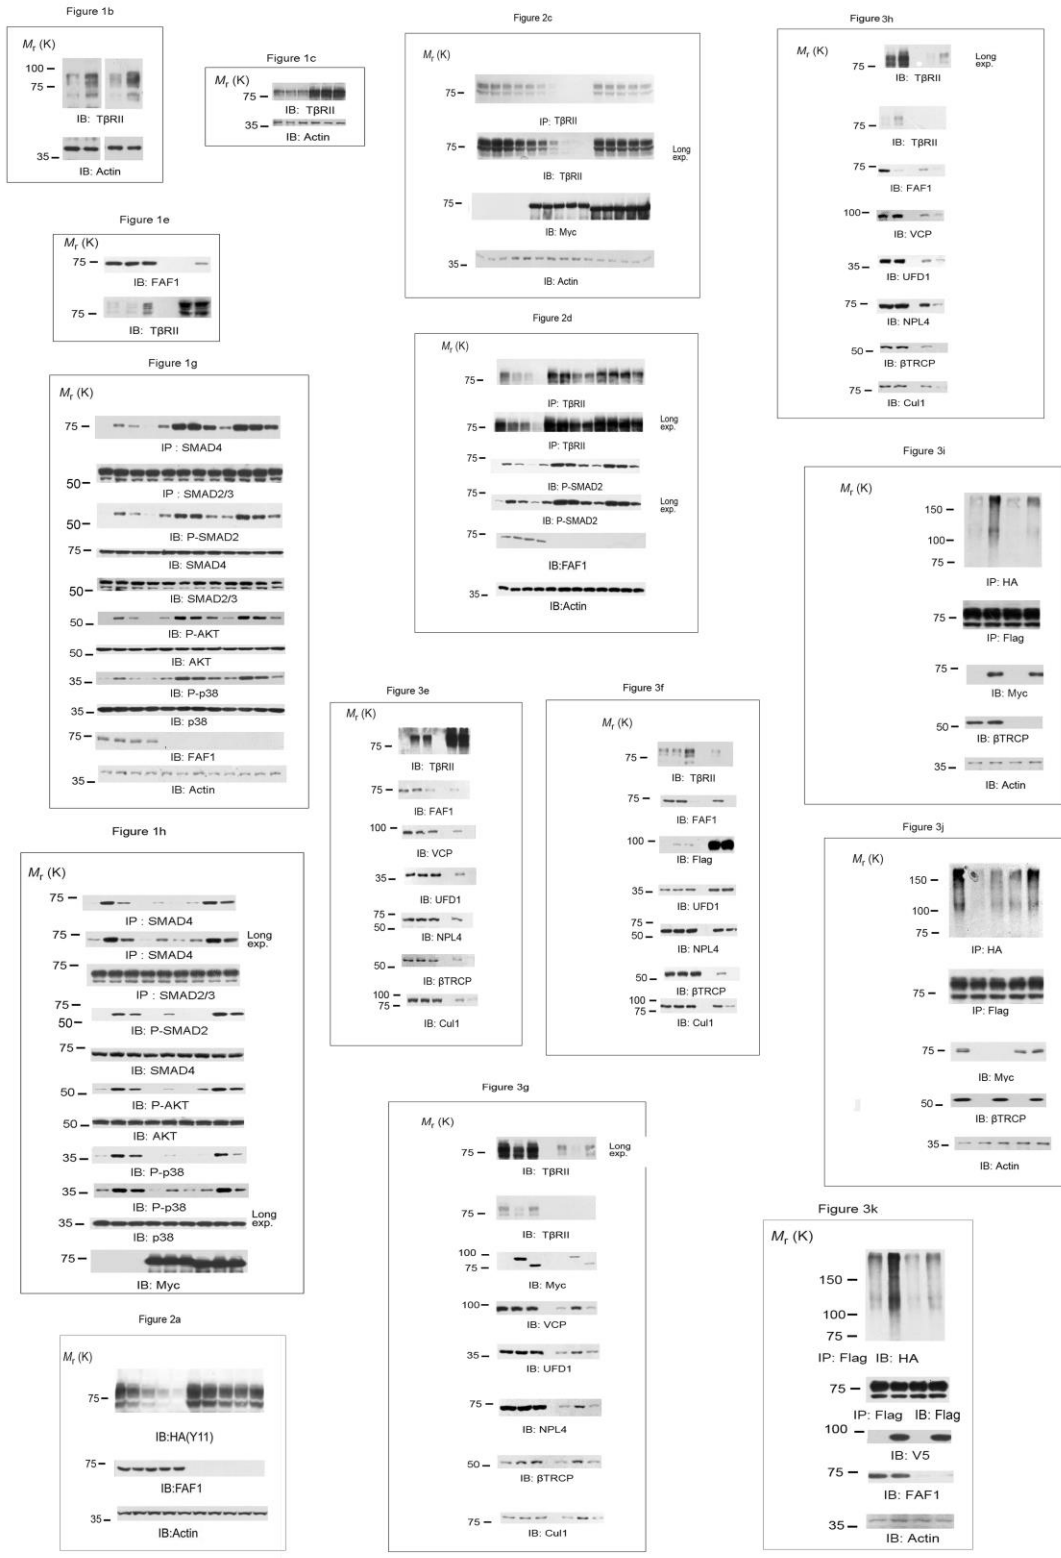 Figure 1b
Mr (K)
100
75
IB: TβRII
35
IB: Actin
Figure 1c
Mr (K)
75
IB: TβRII
35
IB: Actin
Figure 1e
Mr (K)
75
IB: FAF1
75
IB: TβRII
Figure 1g
Mr (K)
75
IP : SMAD4
50
IP : SMAD2/3
50
IB: P-SMAD2
75
IB: SMAD4
50
IB: SMAD2/3
50
IB: P-AKT
50
IB: AKT
35
IB: P-p38
35
IB: p38
75
IB: FAF1
35
IB: Actin
Figure 1h
Mr (K)
75
IP : SMAD4
75
Long
exp.
IP : SMAD4
75
IP : SMAD2/3
75
50
IB: P-SMAD2
75
IB: SMAD4
50
IB: P-AKT
50
IB: AKT
35
IB: P-p38
35
IB: P-p38
Long
exp.
35
IB: p38
75
IB: Myc
Figure 2a
Mr (K)
75
IB:HA(Y11)
75
IB:FAF1
35
IB:Actin
Figure 2c
Mr (K)
75
IP: TβRII
75
Long
exp.
IB: TβRII
75
IB: Myc
35
IB: Actin
Figure 2d
Mr (K)
75
IP: TβRII
75
Long
exp.
IP: TβRII
75
IB: P-SMAD2
75
Long
exp.
IB: P-SMAD2
75
IB:FAF1
35
IB:Actin
Figure 3e
Mr (K)
75
IB: TβRII
75
IB: FAF1
100
IB: VCP
35
IB: UFD1
75
50
IB: NPL4
50
IB: βTRCP
100
75
IB: Cul1
Figure 3f
Mr (K)
75
IB: TβRII
75
IB: FAF1
100
IB: Flag
35
IB: UFD1
75
50
IB: NPL4
50
IB: βTRCP
100
75
IB: Cul1
Figure 3g
Mr (K)
75
Long
exp.
IB: TβRII
75
IB: TβRII
100
75
IB: Myc
100
IB: VCP
35
IB: UFD1
75
IB: NPL4
50
IB: βTRCP
75
IB: Cul1
Figure 3h
Mr (K)
75
Long
exp.
IB: TβRII
75
IB: TβRII
75
IB: FAF1
100
IB: VCP
35
IB: UFD1
75
IB: NPL4
50
IB: βTRCP
75
IB: Cul1
Figure 3i
Mr (K)
150
100
75
IP: HA
75
IP: Flag
75
IB: Myc
50
IB: βTRCP
35
IB: Actin
Figure 3j
Mr (K)
150
100
75
IP: HA
75
IP: Flag
75
IB: Myc
50
IB: βTRCP
35
IB: Actin
Figure 3k
Mr (K)
150
100
75
IP: Flag IB: HA
75
IP: Flag IB: Flag
100
IB: V5
75
IB: FAF1
35
IB: Actin